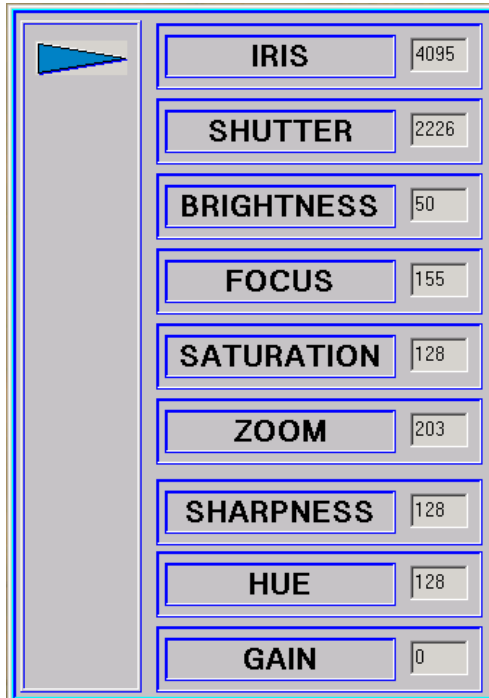 IRIS 4095
SHUTTER 2226
BRIGHTNESS 50
FOCUS 155
SATURATION 128
ZOOM 203
SHARPNESS 128
HUE 128
GAIN 0